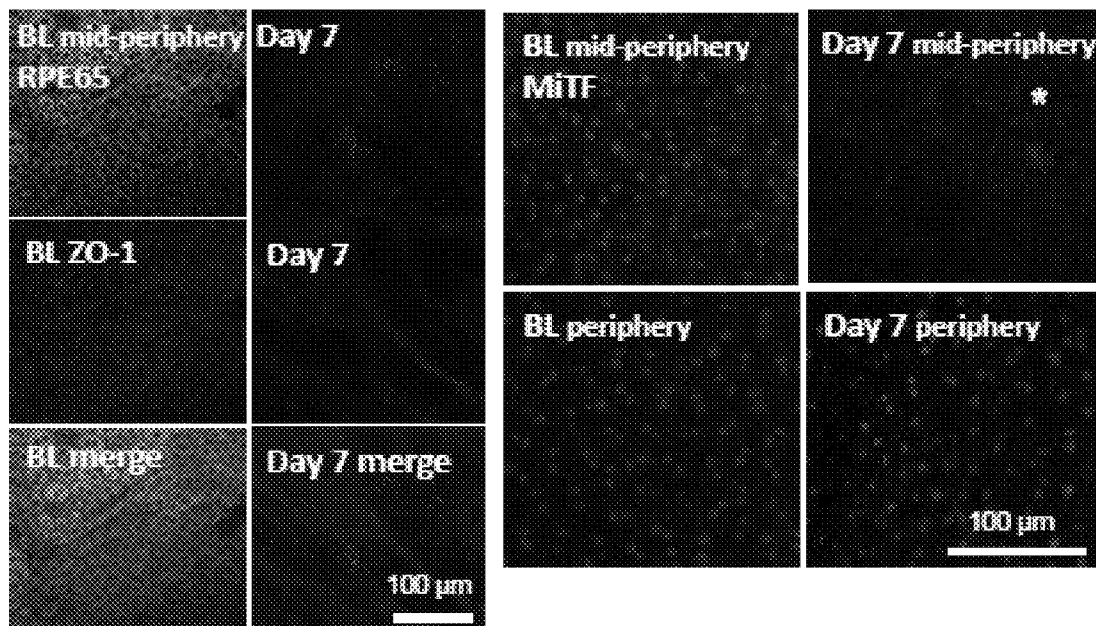 BL mid-periphery
RPE65
Day 7
BL ZO-1
Day 7
BL merge
Day 7 merge
100 µm
BL mid-periphery
MiTF
Day 7 mid-periphery
*
BL periphery
Day 7 periphery
100 µm